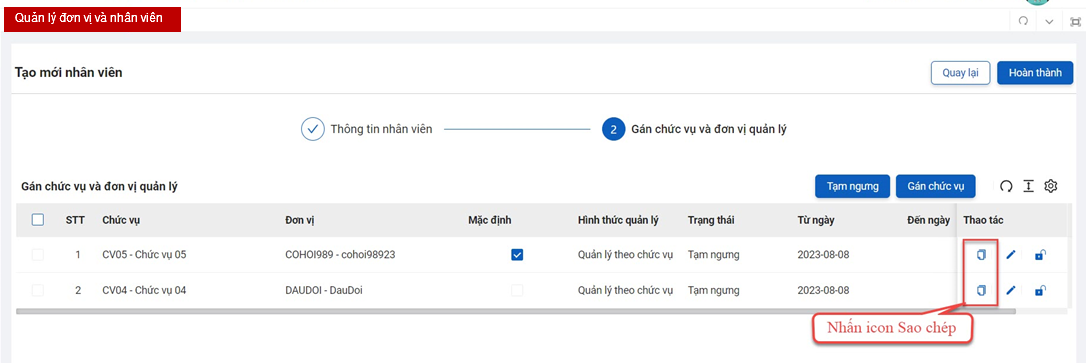 Quản lý đơn vị và nhân viên
Tạo mới nhân viên
Quay lại
Hoàn thành
Thông tin nhân viên
2 Gán chức vụ và đơn vị quản lý
Gán chức vụ và đơn vị quản lý
Tạm ngưng
Gán chức vụ
STT Chức vụ Đơn vị Mặc định Hình thức quản lý Trạng thái Từ ngày Đến ngày Thao tác
1 CV05 - Chức vụ 05 COHOI989 - cohoi98923 Quản lý theo chức vụ Tạm ngưng 2023-08-08
2 CV04 - Chức vụ 04 DAUDOI - DauDoi Quản lý theo chức vụ Tạm ngưng 2023-08-08
Nhấn icon Sao chép